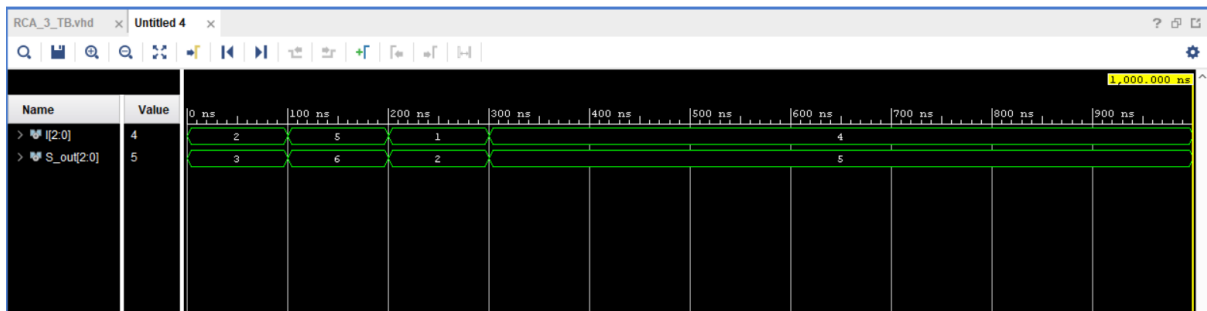 RCA_3_TB.vhd × Untitled 4 × ?
1,000.000 ns
Name Value 0 ns 100 ns 200 ns 300 ns 400 ns 500 ns 600 ns 700 ns 800 ns 900 ns
> I[2:0] 4 2 5 1 4
> S_out[2:0] 5 3 6 2 5